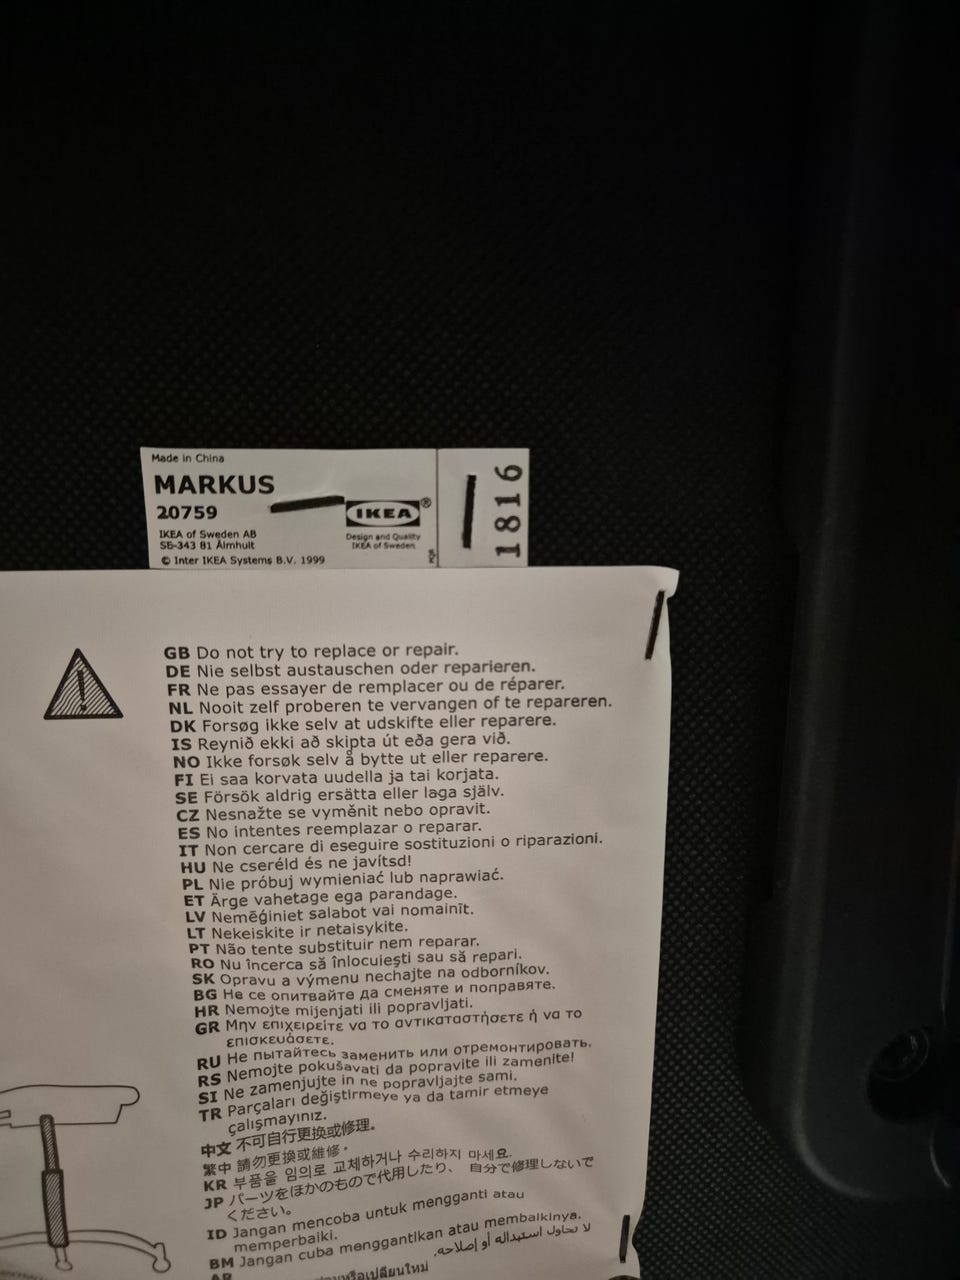 Made in China
MARKUS
20759
IKEA®
IKEA of Sweden AB
SE-343 81 Älmhult
Design and Quality
IKEA of Sweden
© Inter IKEA Systems B.V. 1999
1816
GB Do not try to replace or repair.
DE Nie selbst austauschen oder reparieren.
FR Ne pas essayer de remplacer ou de réparer.
NL Nooit zelf proberen te vervangen of te repareren.
DK Forsøg ikke selv at udskifte eller reparere.
IS Reynið ekki að skipta út eða gera við.
NO Ikke forsøk selv å bytte ut eller reparere.
FI Ei saa korvata uudella ja tai korjata.
SE Försök aldrig ersätta eller laga själv.
CZ Nesnažte se vyměnit nebo opravit.
ES No intentes reemplazar o reparar.
IT Non cercare di eseguire sostituzioni o riparazioni.
HU Ne cseréld és ne javítsd!
PL Nie próbuj wymieniać lub naprawiać.
ET Ärge vahetage ega parandage.
LV Nemēģiniet salabot vai nomainīt.
LT Nekeiskite ir netaisykite.
PT Não tente substituir nem reparar.
RO Nu încerca să înlocuieşti sau să repari.
SK Opravu a výmenu nechajte na odborníkov.
BG Не се опитвайте да сменяте и поправяте.
HR Nemojte mijenjati ili popravljati.
GR Μην επιχειρείτε να το αντικαταστήσετε ή να το
επισκευάσετε.
RU Не пытайтесь заменить или отремонтировать.
RS Nemojte pokušavati da popravite ili zamenite!
SI Ne zamenjujte in ne popravljajte sami.
TR Parçaları değiştirmeye ya da tamir etmeye
çalışmayınız.
中文 不可自行更换或修理。
繁中 請勿更換或維修。
KR 부품을 임의로 교체하거나 수리하지 마세요.
JP パーツをほかのもので代用したり、 自分で修理しないで
ください。
ID Jangan mencoba untuk mengganti atau
memperbaiki.
BM Jangan cuba menggantikan atau membaikinya.
AR لا تحاول استبداله أو إصلاحه.